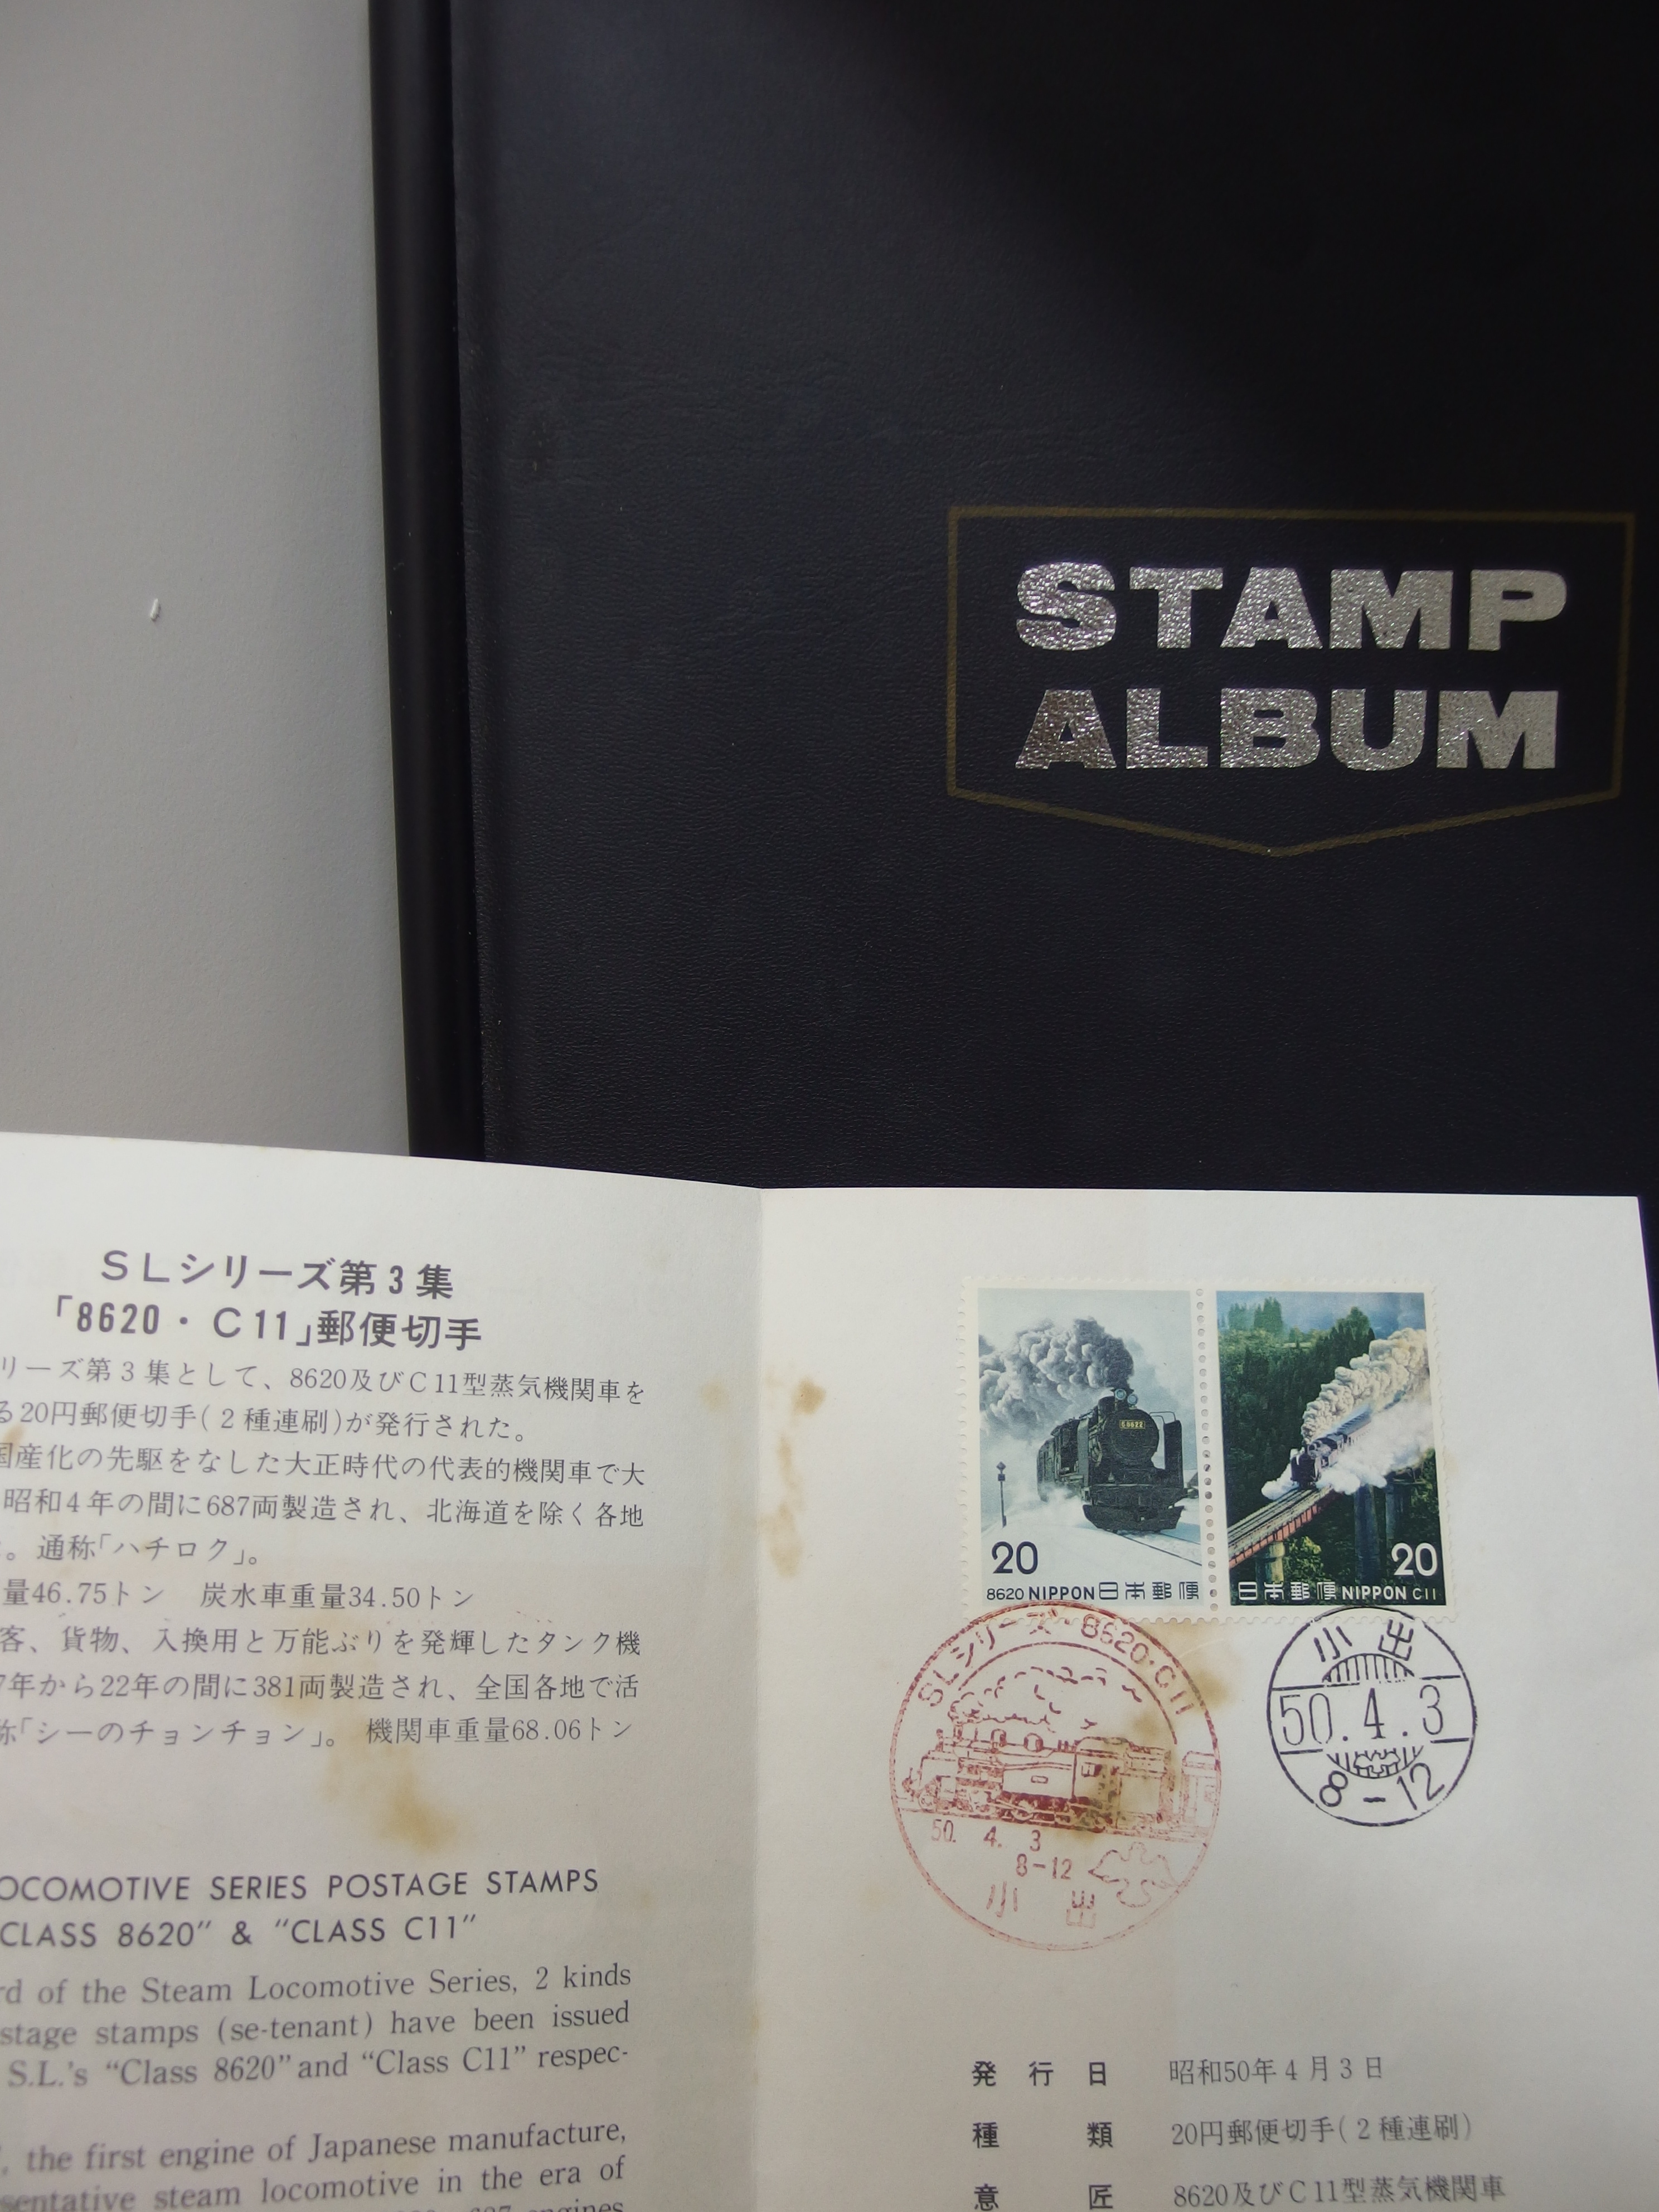 STAMP
ALBUM
SLシリーズ第3集
「8620・C11」郵便切手
リーズ第3集として、8620及びC11型蒸気機関車を
る20円郵便切手(2種連刷)が発行された。
国産化の先駆をなした大正時代の代表的機関車で大
昭和4年の間に687両製造され、北海道を除く各地
。通称「ハチロク」。
量46.75トン 炭水車重量34.50トン
客、貨物、入換用と万能ぶりを発揮したタンク機
7年から22年の間に381両製造され、全国各地で活
称「シーのチョンチョン」。 機関車重量68.06トン
OCOMOTIVE SERIES POSTAGE STAMPS
CLASS 8620" & "CLASS C11"
rd of the Steam Locomotive Series, 2 kinds
stage stamps (se-tenant) have been issued
S.L.'s "Class 8620" and "Class C11" respec-
, the first engine of Japanese manufacture,
sentative steam locomotive in the era of
687 engines
58622
20
8620 NIPPON 日本郵便
20
日本郵便 NIPPON C11
SLシリーズ・8620・C11
50. 4. 3
8-12
小出
小出
50.4.3
8-12
発行日 昭和50年4月3日
種類 20円郵便切手(2種連刷)
意匠 8620及びC11型蒸気機関車